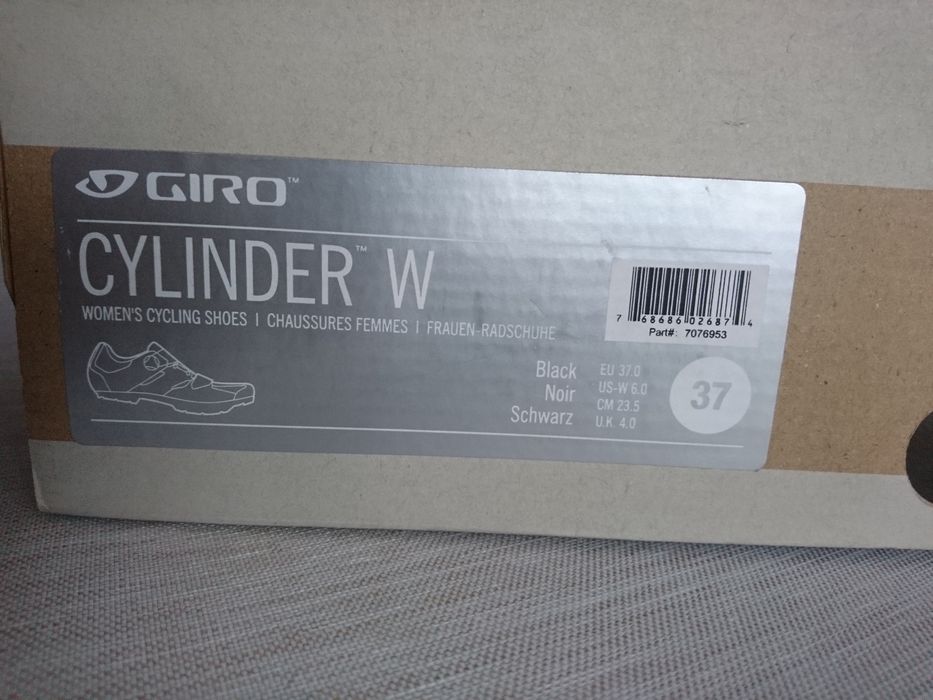 GIRO™
CYLINDER™ W
WOMEN'S CYCLING SHOES | CHAUSSURES FEMMES | FRAUEN-RADSCHUHE
7 68686 02687 4
Part#: 7076953
Black
Noir
Schwarz
EU 37.0
US-W 6.0
CM 23.5
U.K. 4.0
37